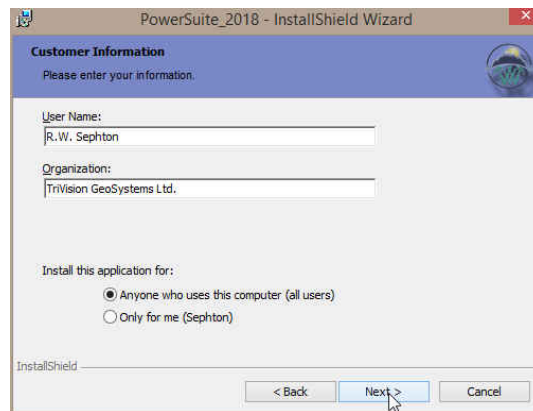 PowerSuite_2018 - InstallShield Wizard
Customer Information
Please enter your information.
User Name:
R.W. Sephton
Organization:
TriVision GeoSystems Ltd.
Install this application for:
Anyone who uses this computer (all users)
Only for me (Sephton)
InstallShield
< Back
Next >
Cancel